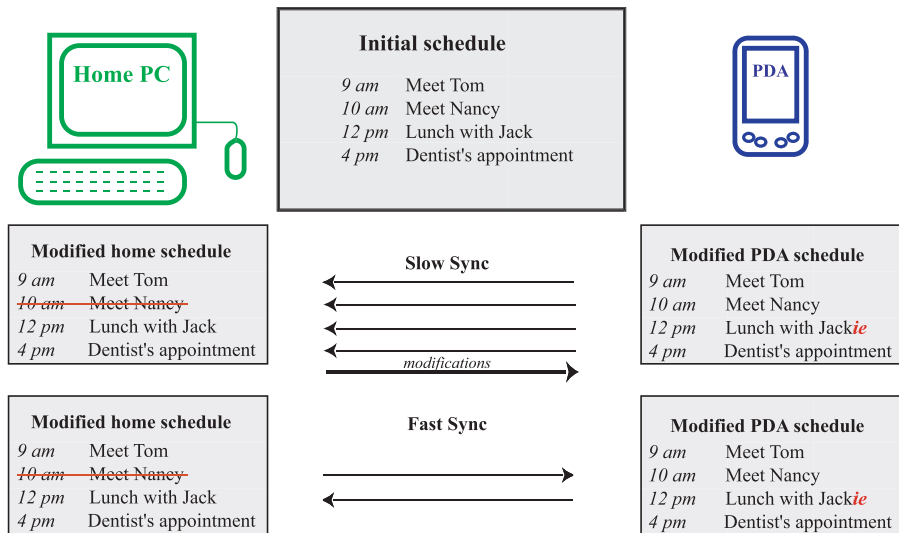 Home PC
Initial schedule
9 am Meet Tom
10 am Meet Nancy
12 pm Lunch with Jack
4 pm Dentist's appointment
PDA
Modified home schedule
9 am Meet Tom
10 am Meet Nancy
12 pm Lunch with Jack
4 pm Dentist's appointment
Slow Sync
modifications
Modified PDA schedule
9 am Meet Tom
10 am Meet Nancy
12 pm Lunch with Jackie
4 pm Dentist's appointment
Modified home schedule
9 am Meet Tom
10 am Meet Nancy
12 pm Lunch with Jack
4 pm Dentist's appointment
Fast Sync
Modified PDA schedule
9 am Meet Tom
10 am Meet Nancy
12 pm Lunch with Jackie
4 pm Dentist's appointment